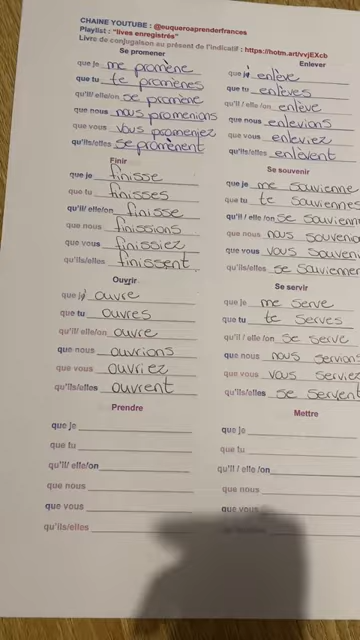 CHAINE YOUTUBE : @euqueroaprenderfrances
Playlist : "lives enregistrés"
Livre de conjugaison au présent de l'indicatif : https://hotm.art/vvjEXcb
Se promener
que je me promène
que tu te promènes
qu'il/ elle/on se promène
que nous nous promenions
que vous vous promeniez
qu'ils/elles se promènent
Enlever
que j' enlève
que tu enlèves
qu'il / elle /on enlève
que nous enlevions
que vous enleviez
qu'ils/elles enlèvent
Finir
que je finisse
que tu finisses
qu'il/ elle/on finisse
que nous finissions
que vous finissiez
qu'ils/elles finissent
Se souvenir
que je me souvienne
que tu te souviennes
qu'il / elle /on se souvienn
que nous nous souvenio
que vous vous souveni
qu'ils/elles se souvienner
Ouvrir
que j' ouvre
que tu ouvres
qu'il/ elle/on ouvre
que nous ouvrions
que vous ouvriez
qu'ils/elles ouvrent
Se servir
que je me serve
que tu te serves
qu'il / elle /on se serve
que nous nous servions
que vous vous serviez
qu'ils/elles se servent
Prendre
que je
que tu
qu'il/ elle/on
que nous
que vous
qu'ils/elles
Mettre
que je
que tu
qu'il / elle /on
que nous
que vous